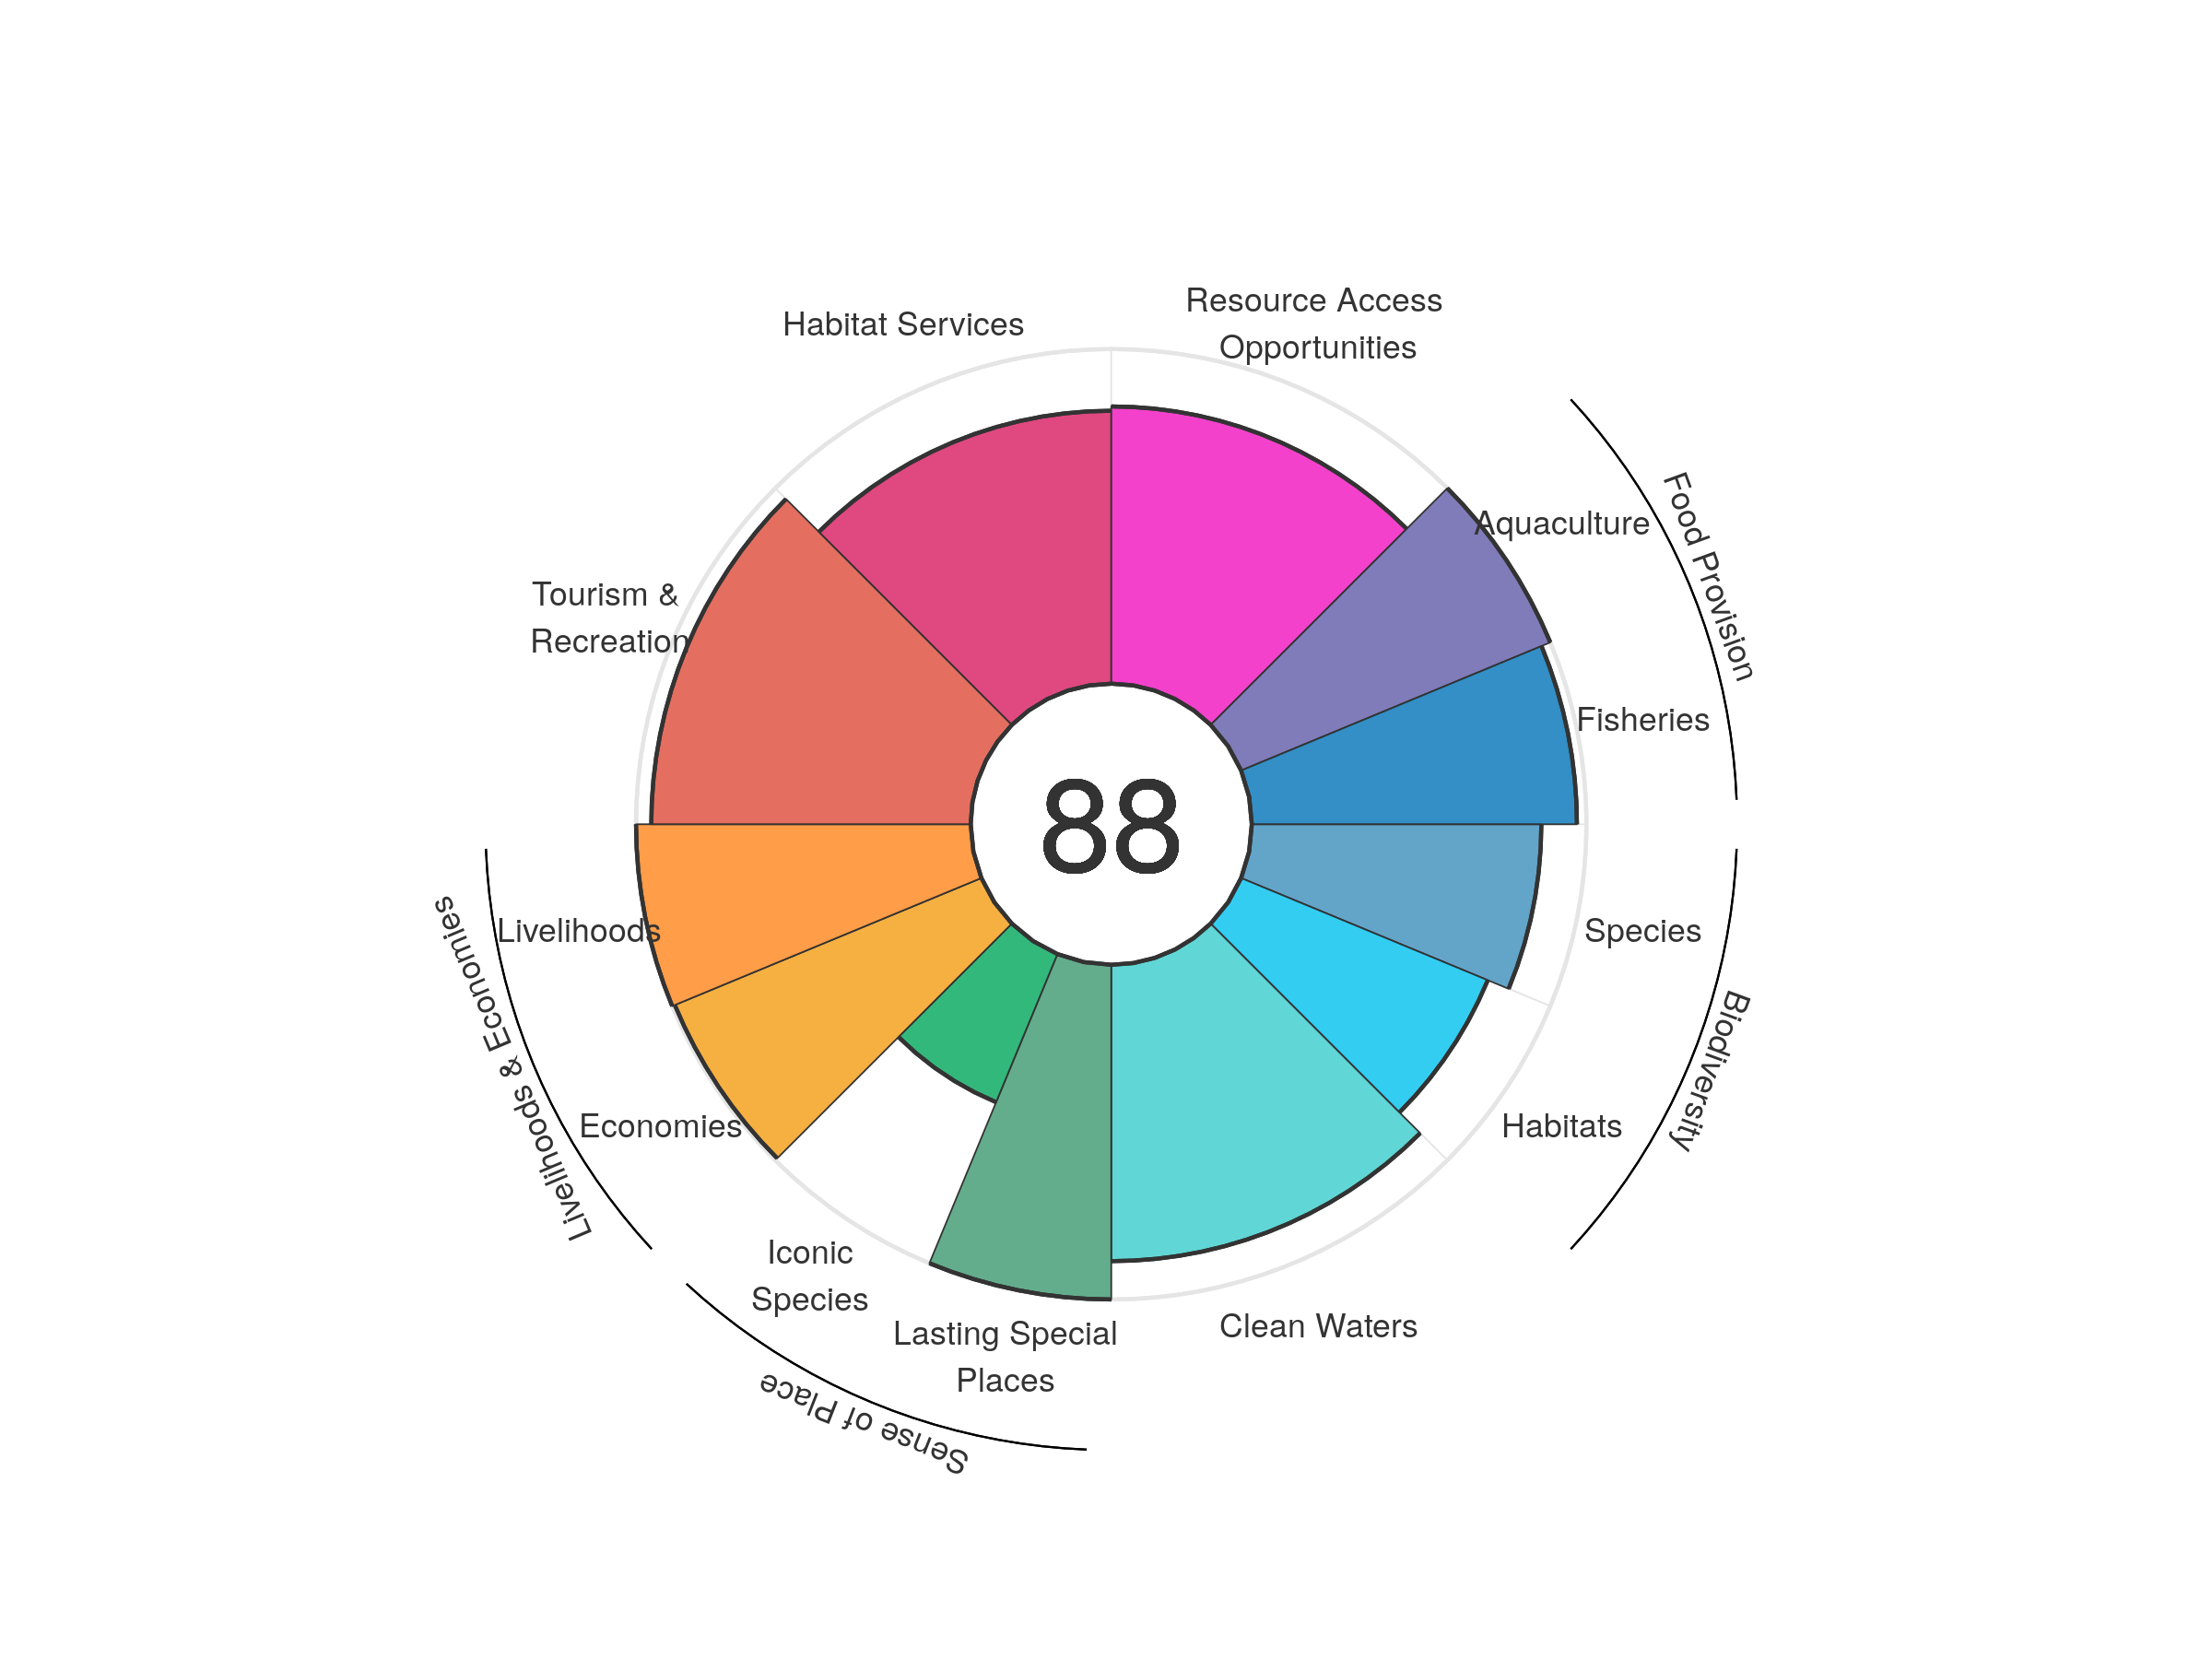 Resource Access
Opportunities
Habitat Services
Aquaculture
Food Provision
Tourism &
Recreation
Fisheries
88
Livelihoods
Species
Livelihoods & Economies
Biodiversity
Economies
Habitats
Iconic
Species
Lasting Special
Places
Clean Waters
Sense of Place